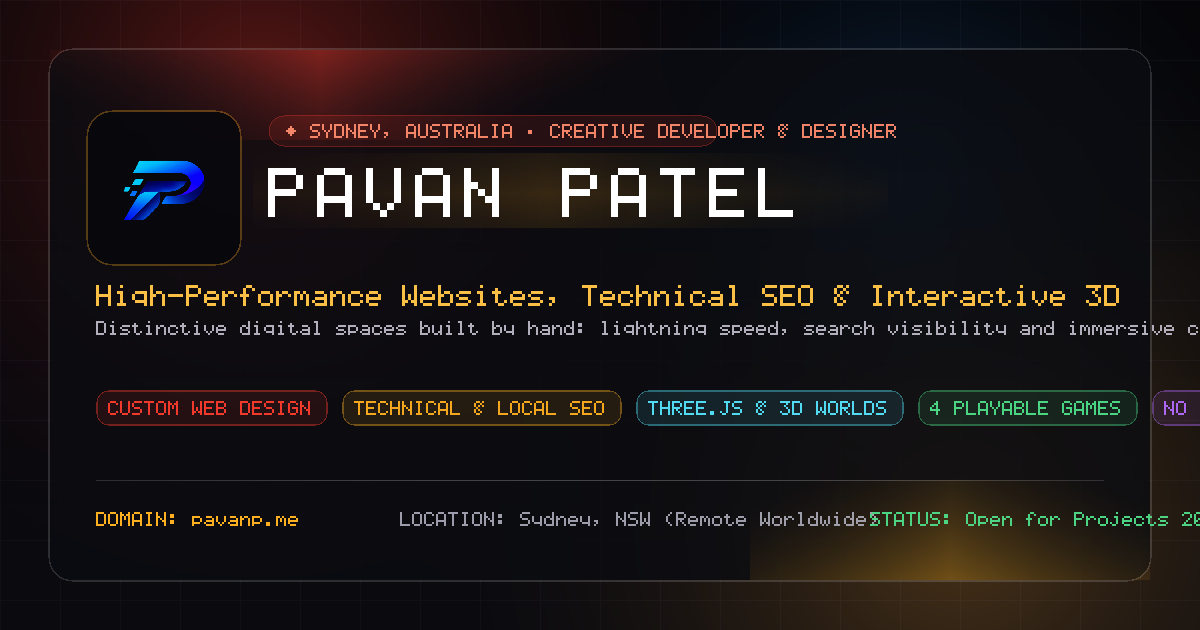 ✦ SYDNEY, AUSTRALIA · CREATIVE DEVELOPER & DESIGNER
PAVAN PATEL
High-Performance Websites, Technical SEO & Interactive 3D
Distinctive digital spaces built by hand: lightning speed, search visibility and immersive c
CUSTOM WEB DESIGN TECHNICAL & LOCAL SEO THREE.JS & 3D WORLDS 4 PLAYABLE GAMES NO
DOMAIN: pavanp.me LOCATION: Sydney, NSW (Remote Worldwide) STATUS: Open for Projects 20